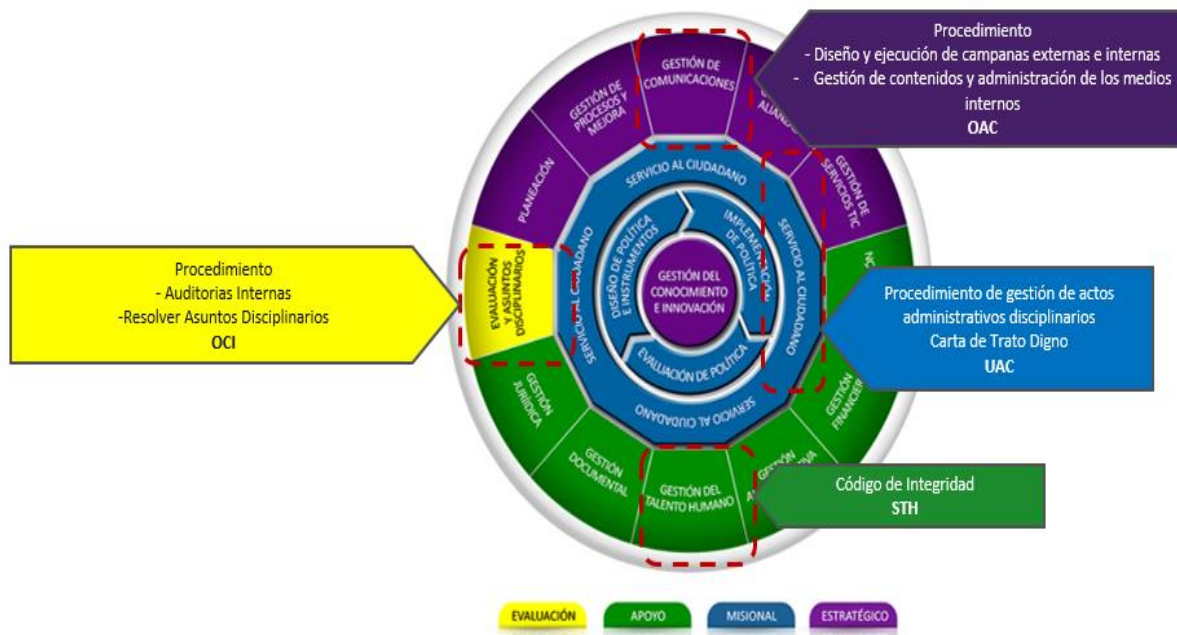 Procedimiento
- Diseño y ejecución de campanas externas e internas
- Gestión de contenidos y administración de los medios
internos
OAC
GESTIÓN DE
COMUNICACIONES
GESTIÓN DE
PROCESOS Y
MEJORA
PLANEACIÓN
GESTIÓN DE
SERVICIOS TIC
SERVICIO AL CIUDADANO
SERVICIO AL CIUDADANO
SERVICIO AL CIUDADANO
SERVICIO AL CIUDADANO
DISEÑO DE POLÍTICA
E INSTRUMENTOS
IMPLEMENTACIÓN
DE POLÍTICA
EVALUACIÓN DE POLÍTICA
GESTIÓN DEL
CONOCIMIENTO
E INNOVACIÓN
Procedimiento
- Auditorias Internas
-Resolver Asuntos Disciplinarios
OCI
EVALUACIÓN
Y ASUNTOS
DISCIPLINARIOS
Procedimiento de gestión de actos
administrativos disciplinarios
Carta de Trato Digno
UAC
GESTIÓN
JURÍDICA
GESTIÓN
DOCUMENTAL
GESTIÓN DEL
TALENTO HUMANO
GESTIÓN
GESTIÓN
FINANCIER
Código de Integridad
STH
EVALUACIÓN
APOYO
MISIONAL
ESTRATÉGICO